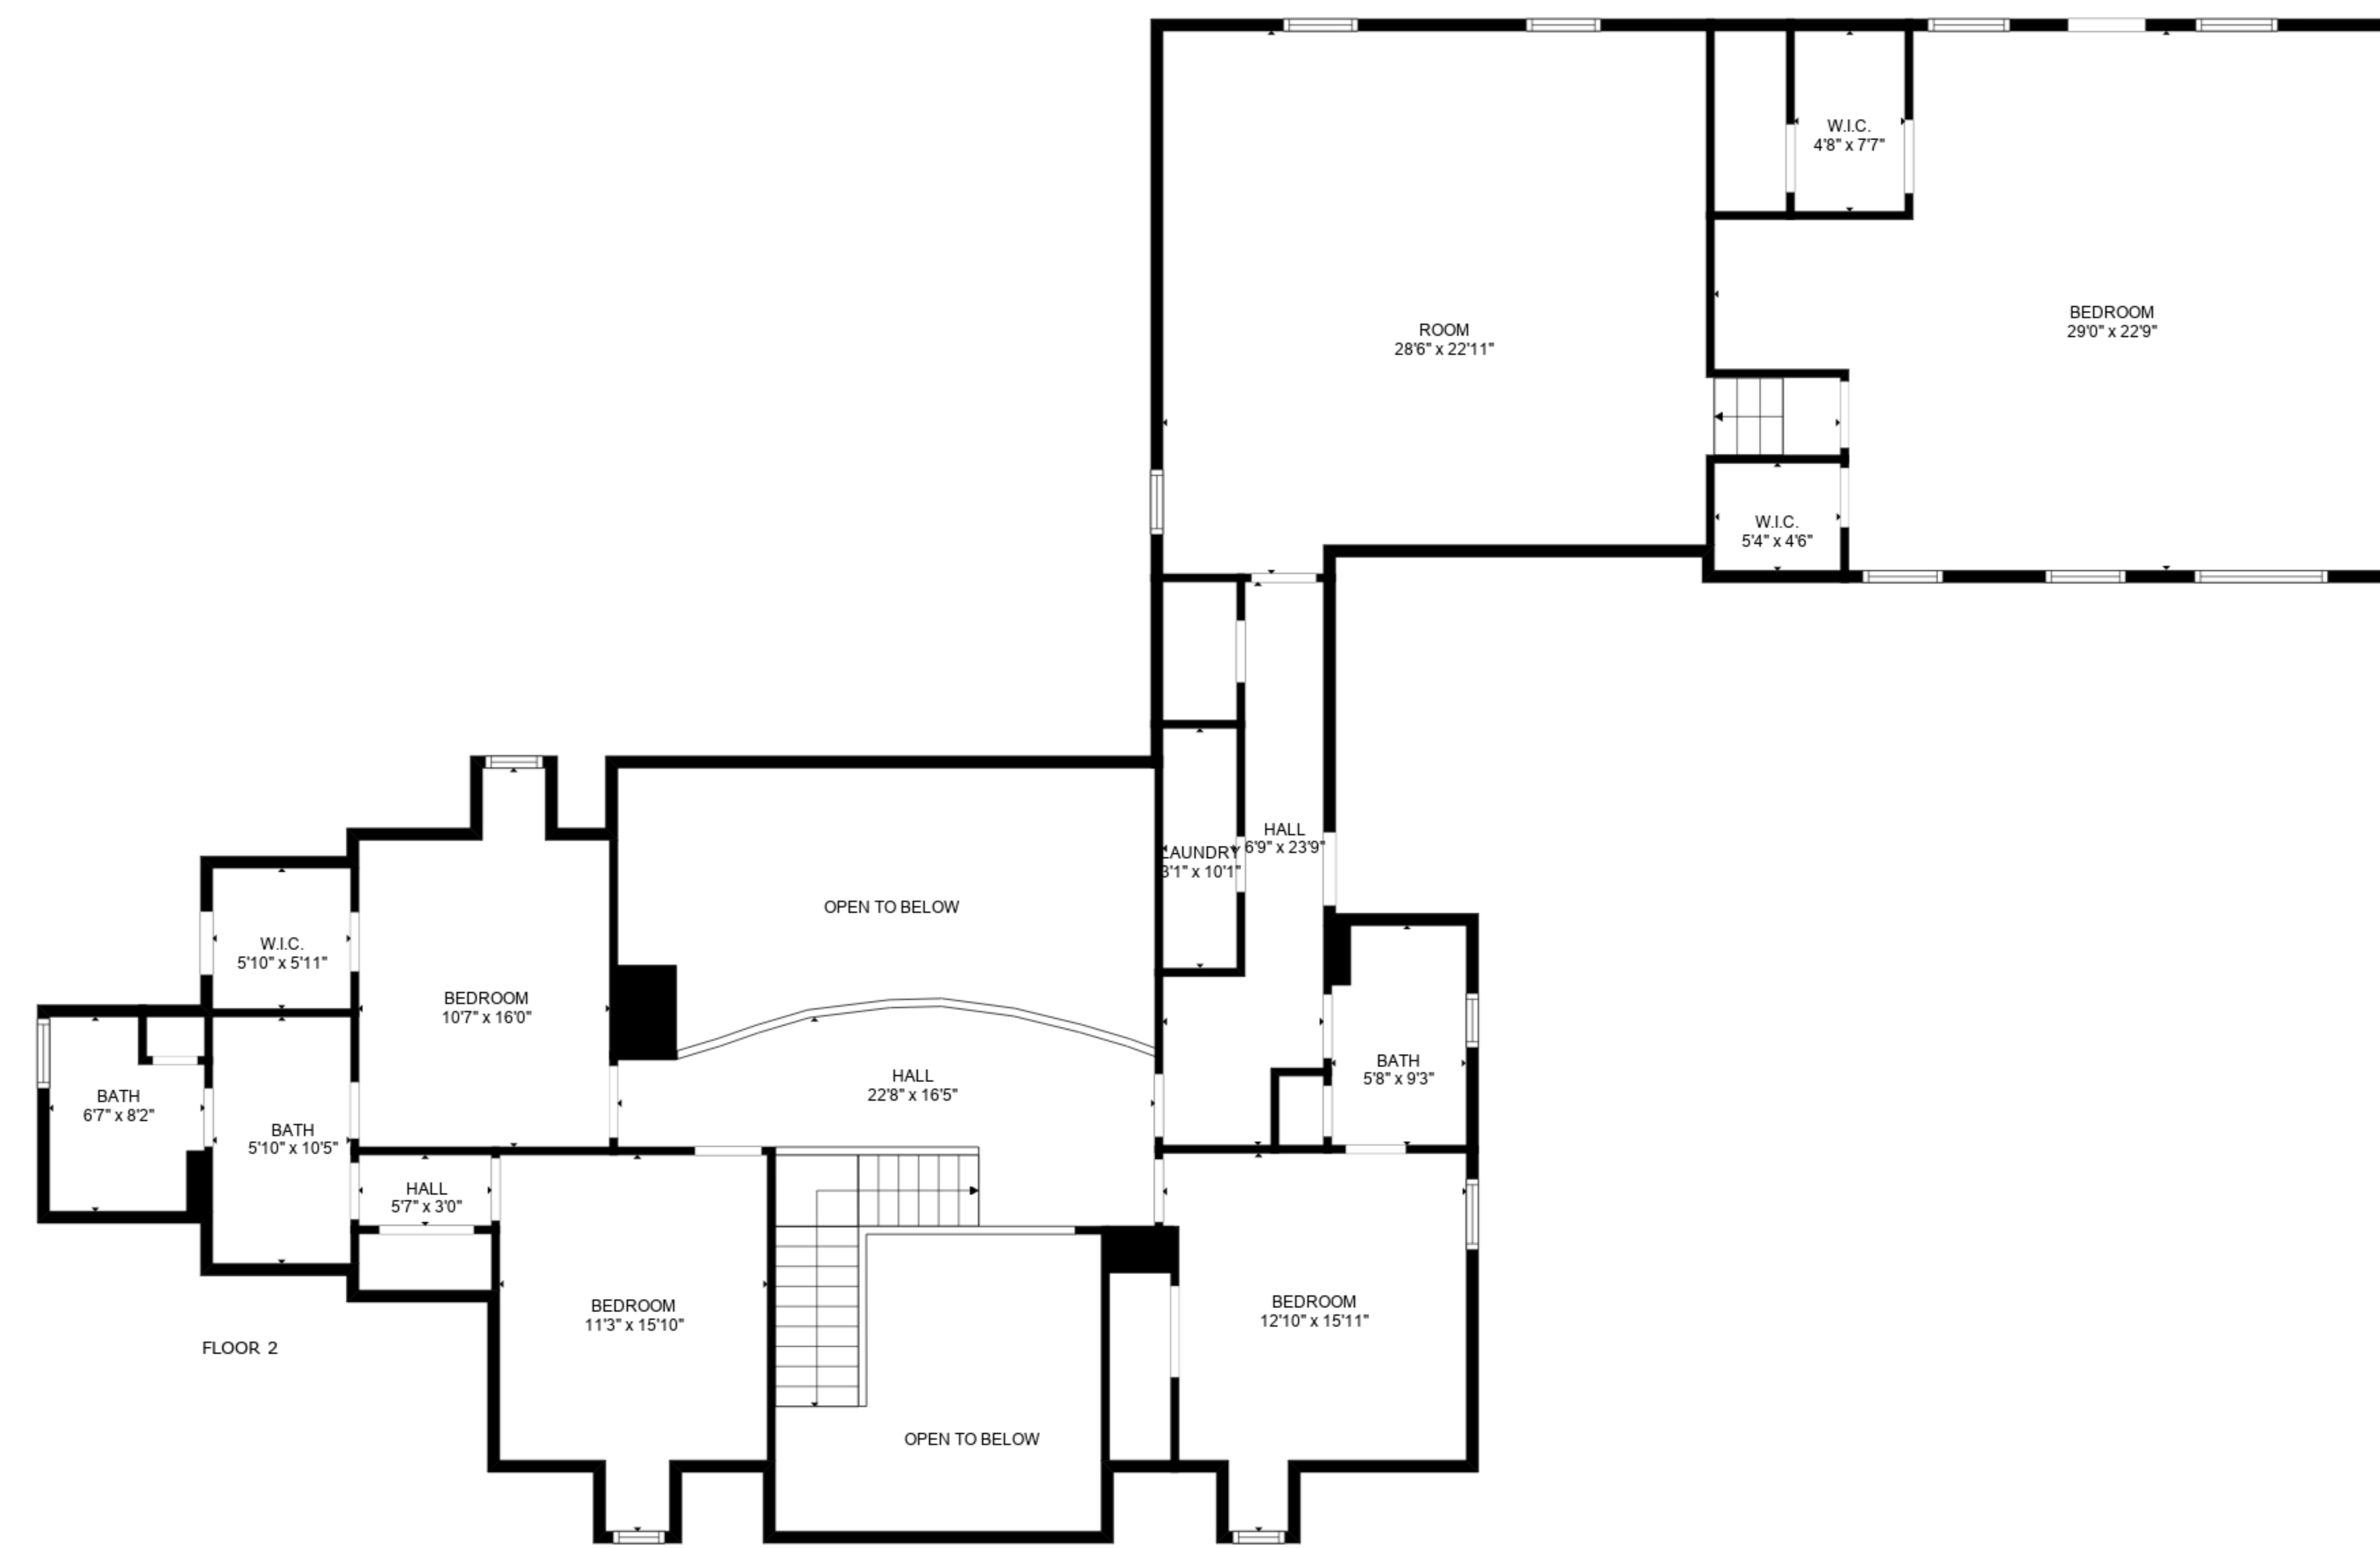 W.I.C.
4'8" x 7'7"
BEDROOM
29'0" x 22'9"
ROOM
28'6" x 22'11"
W.I.C.
5'4" x 4'6"
HALL
6'9" x 23'9"
LAUNDRY
3'1" x 10'1"
OPEN TO BELOW
W.I.C.
5'10" x 5'11"
BEDROOM
10'7" x 16'0"
BATH
5'8" x 9'3"
HALL
22'8" x 16'5"
BATH
6'7" x 8'2"
BATH
5'10" x 10'5"
HALL
5'7" x 3'0"
BEDROOM
11'3" x 15'10"
BEDROOM
12'10" x 15'11"
FLOOR 2
OPEN TO BELOW